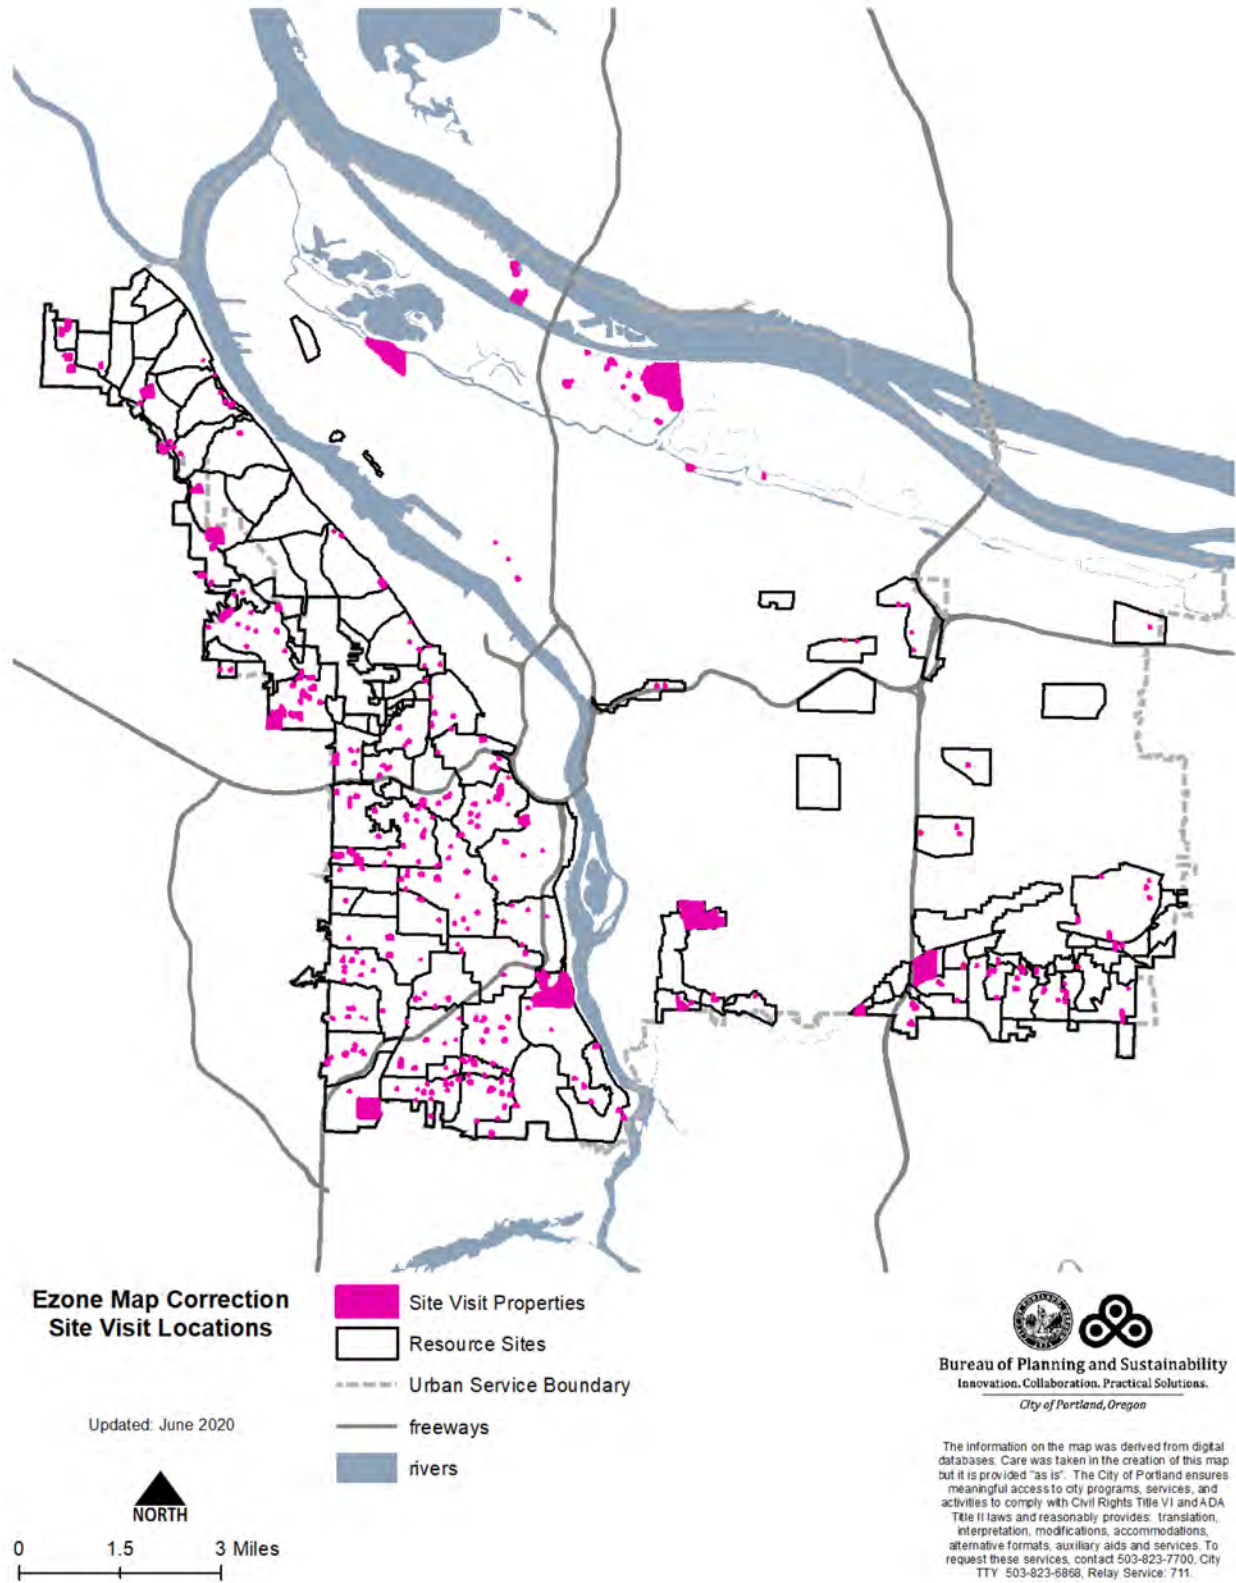 Ezone Map Correction
Site Visit Locations
Updated: June 2020
NORTH
0 1.5 3 Miles
Site Visit Properties
Resource Sites
Urban Service Boundary
freeways
rivers
Bureau of Planning and Sustainability
Innovation. Collaboration. Practical Solutions.
City of Portland, Oregon
The information on the map was derived from digital
databases. Care was taken in the creation of this map
but it is provided "as is". The City of Portland ensures
meaningful access to city programs, services, and
activities to comply with Civil Rights Title VI and ADA
Title II laws and reasonably provides: translation,
interpretation, modifications, accommodations,
alternative formats, auxiliary aids and services. To
request these services, contact 503-823-7700, City
TTY 503-823-6868, Relay Service: 711.